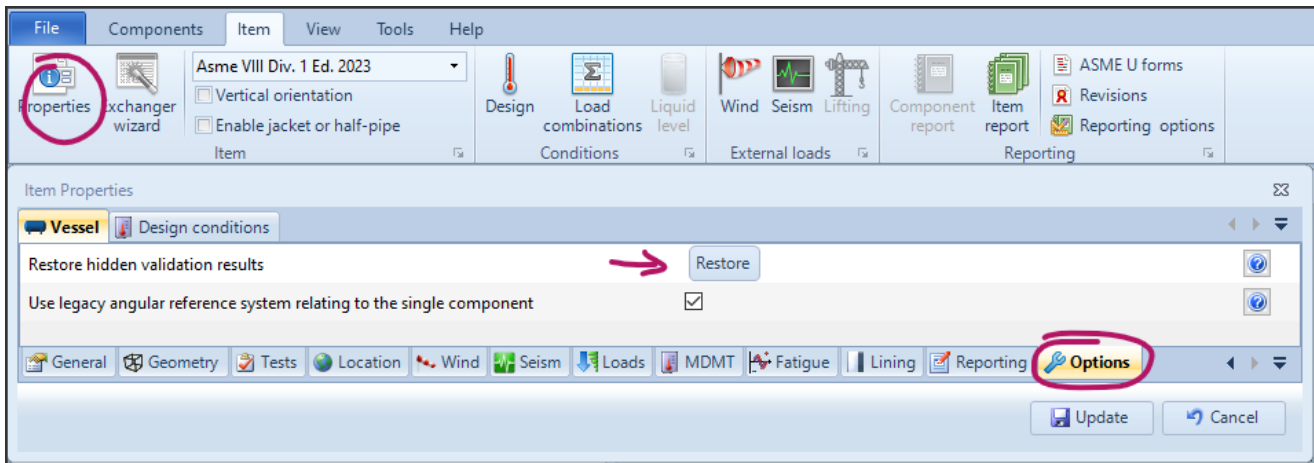 File Components Item View Tools Help
Properties
Exchanger wizard
Asme VIII Div. 1 Ed. 2023
Vertical orientation
Enable jacket or half-pipe
Item
Design
Load combinations
Liquid level
Conditions
Wind Seism Lifting
External loads
Component report
Item report
ASME U forms
Revisions
Reporting options
Reporting
Item Properties
Vessel Design conditions
Restore hidden validation results Restore
Use legacy angular reference system relating to the single component
General Geometry Tests Location Wind Seism Loads MDMT Fatigue Lining Reporting Options
Update Cancel